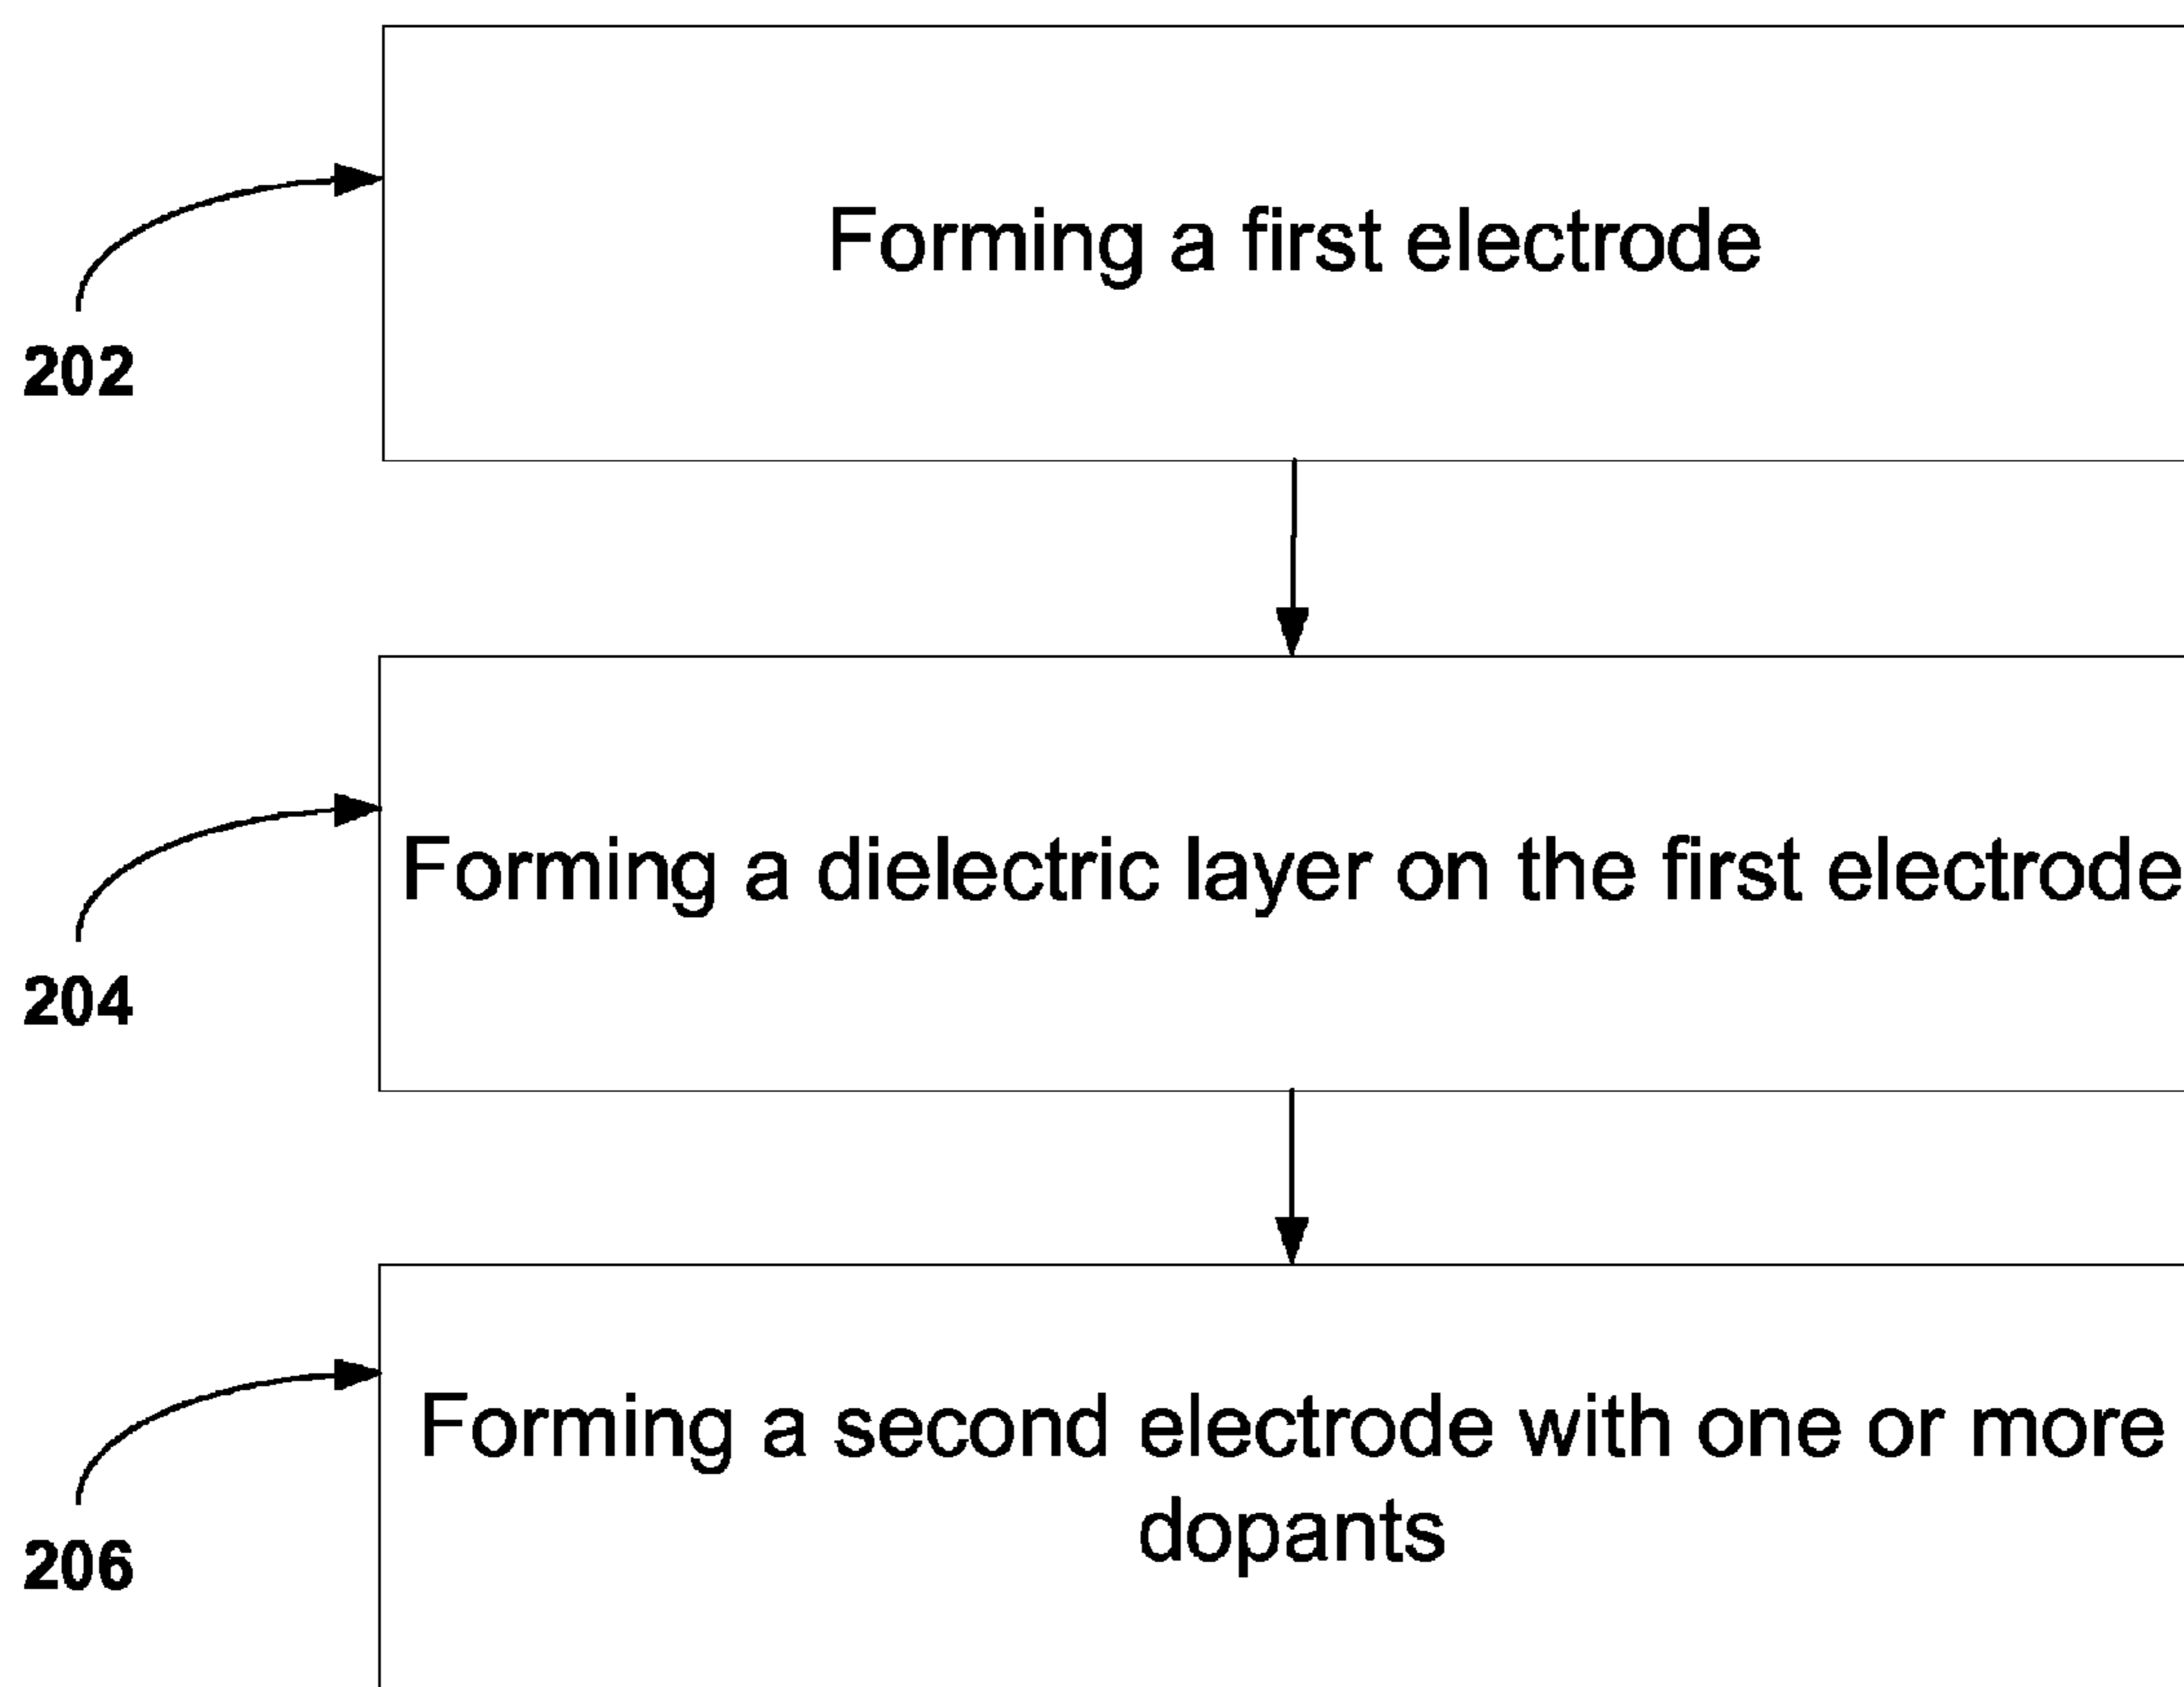 Forming a first electrode
202
Forming a dielectric layer on the first electrode
204
Forming a second electrode with one or more
dopants
206